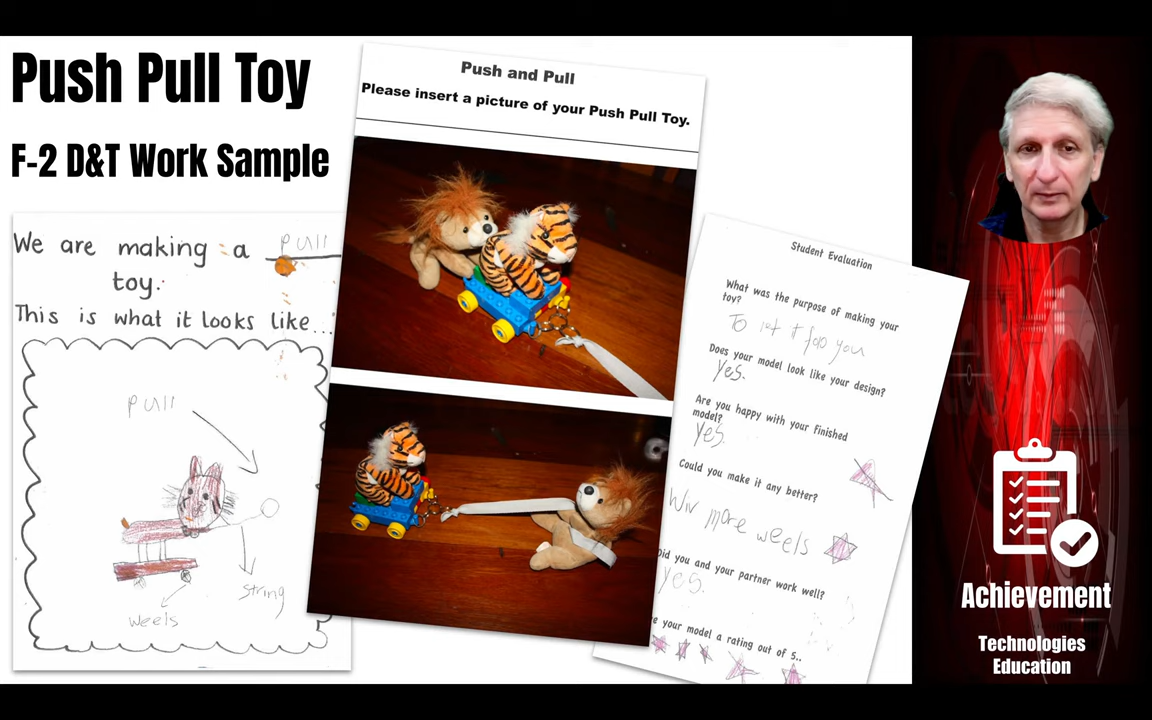 Push Pull Toy
F-2 D&T Work Sample
We are making a pull
toy.
This is what it looks like...
pull
string
weels
Push and Pull
Please insert a picture of your Push Pull Toy.
Student Evaluation
What was the purpose of making your
toy?
To it you
Does your model look like your design?
Yes.
Are you happy with your finished
model?
Yes.
Could you make it any better?
Wiv more weels
Did you and your partner work well?
yes.
your model a rating out of 5..
Achievement
Technologies
Education